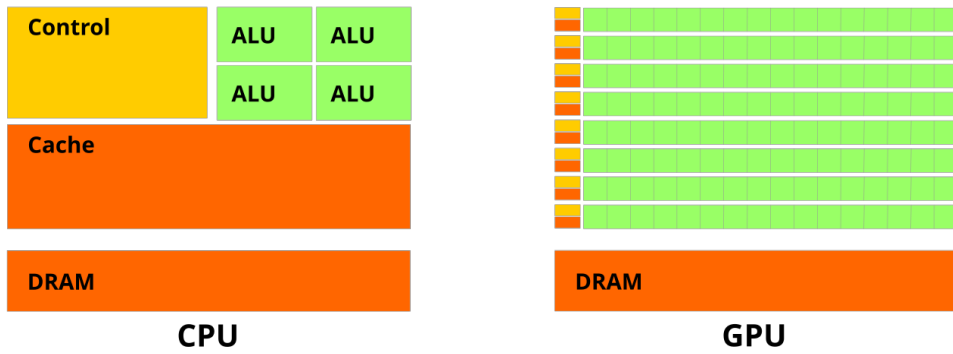 Control
ALU
ALU
ALU
ALU
Cache
DRAM
CPU
DRAM
GPU